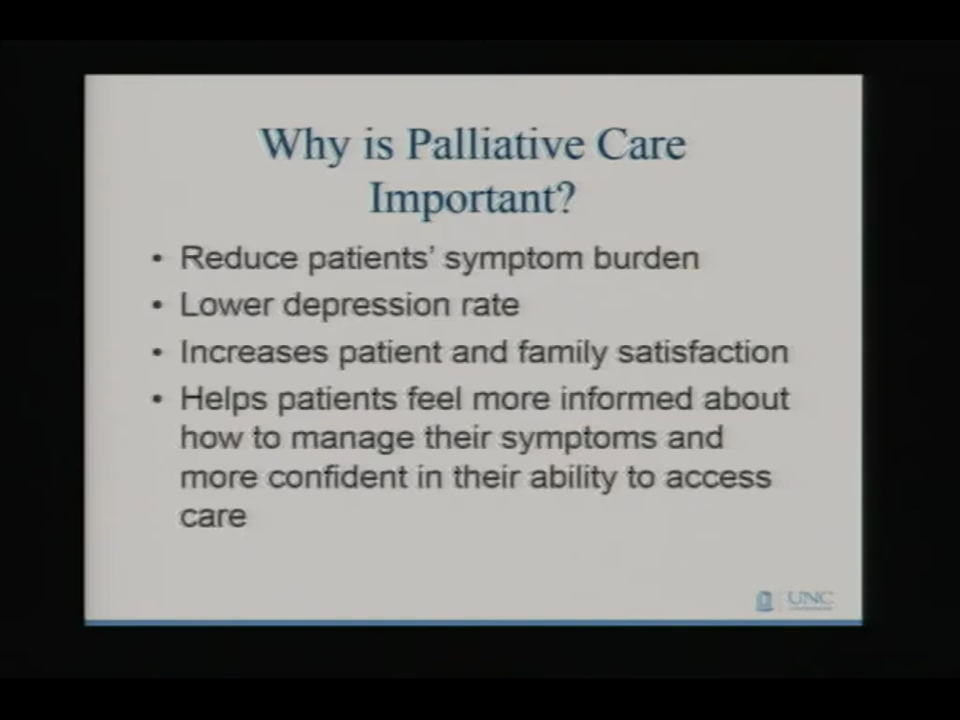 Why is Palliative Care
Important?
• Reduce patients' symptom burden
• Lower depression rate
• Increases patient and family satisfaction
• Helps patients feel more informed about
how to manage their symptoms and
more confident in their ability to access
care
UNC